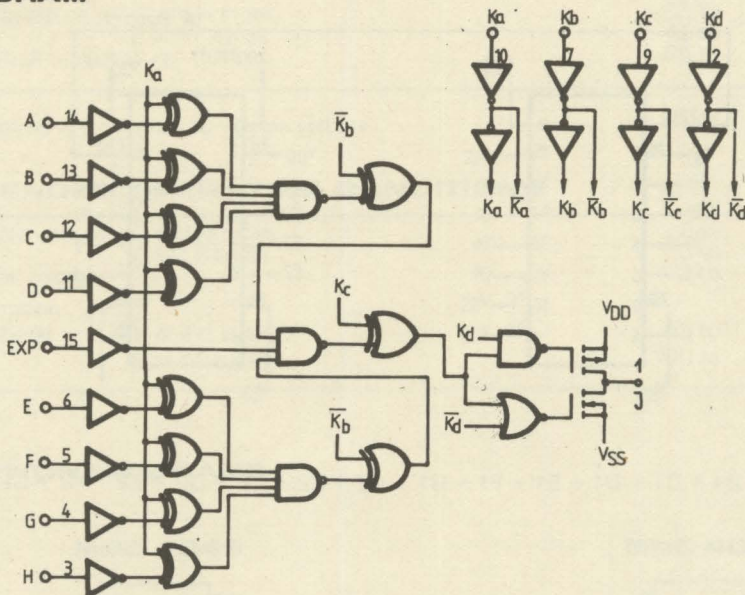 Ka Kb Kc Kd
10 7 9 2
Ka
A 14
K̅b
B 13
C 12
Ka K̅a Kb K̅b Kc K̅c Kd K̅d
D 11
Kc
VDD
Kd
EXP 15
1
J
E 6
K̅b
K̅d
F 5
VSS
G 4
H 3